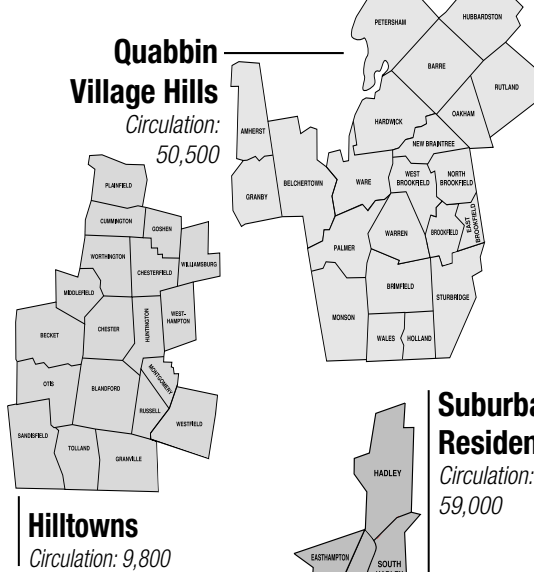 Quabbin
Village Hills
Circulation:
50,500
PETERSHAM
HUBBARDSTON
BARRE
RUTLAND
HARDWICK
OAKHAM
NEW BRAINTREE
AMHERST
BELCHERTOWN
GRANBY
WARE
WEST
BROOKFIELD
NORTH
BROOKFIELD
WARREN
BROOKFIELD
EAST
BROOKFIELD
PALMER
BRIMFIELD
STURBRIDGE
MONSON
WALES
HOLLAND
PLAINFIELD
CUMMINGTON
GOSHEN
WORTHINGTON
CHESTERFIELD
WILLIAMSBURG
MIDDLEFIELD
BECKET
CHESTER
HUNTINGTON
WEST-
HAMPTON
OTIS
BLANDFORD
MONTGOMERY
RUSSELL
WESTFIELD
SANDISFIELD
TOLLAND
GRANVILLE
Hilltowns
Circulation: 9,800
Suburba
Residen
Circulation:
59,000
HADLEY
EASTHAMPTON
SOUTH